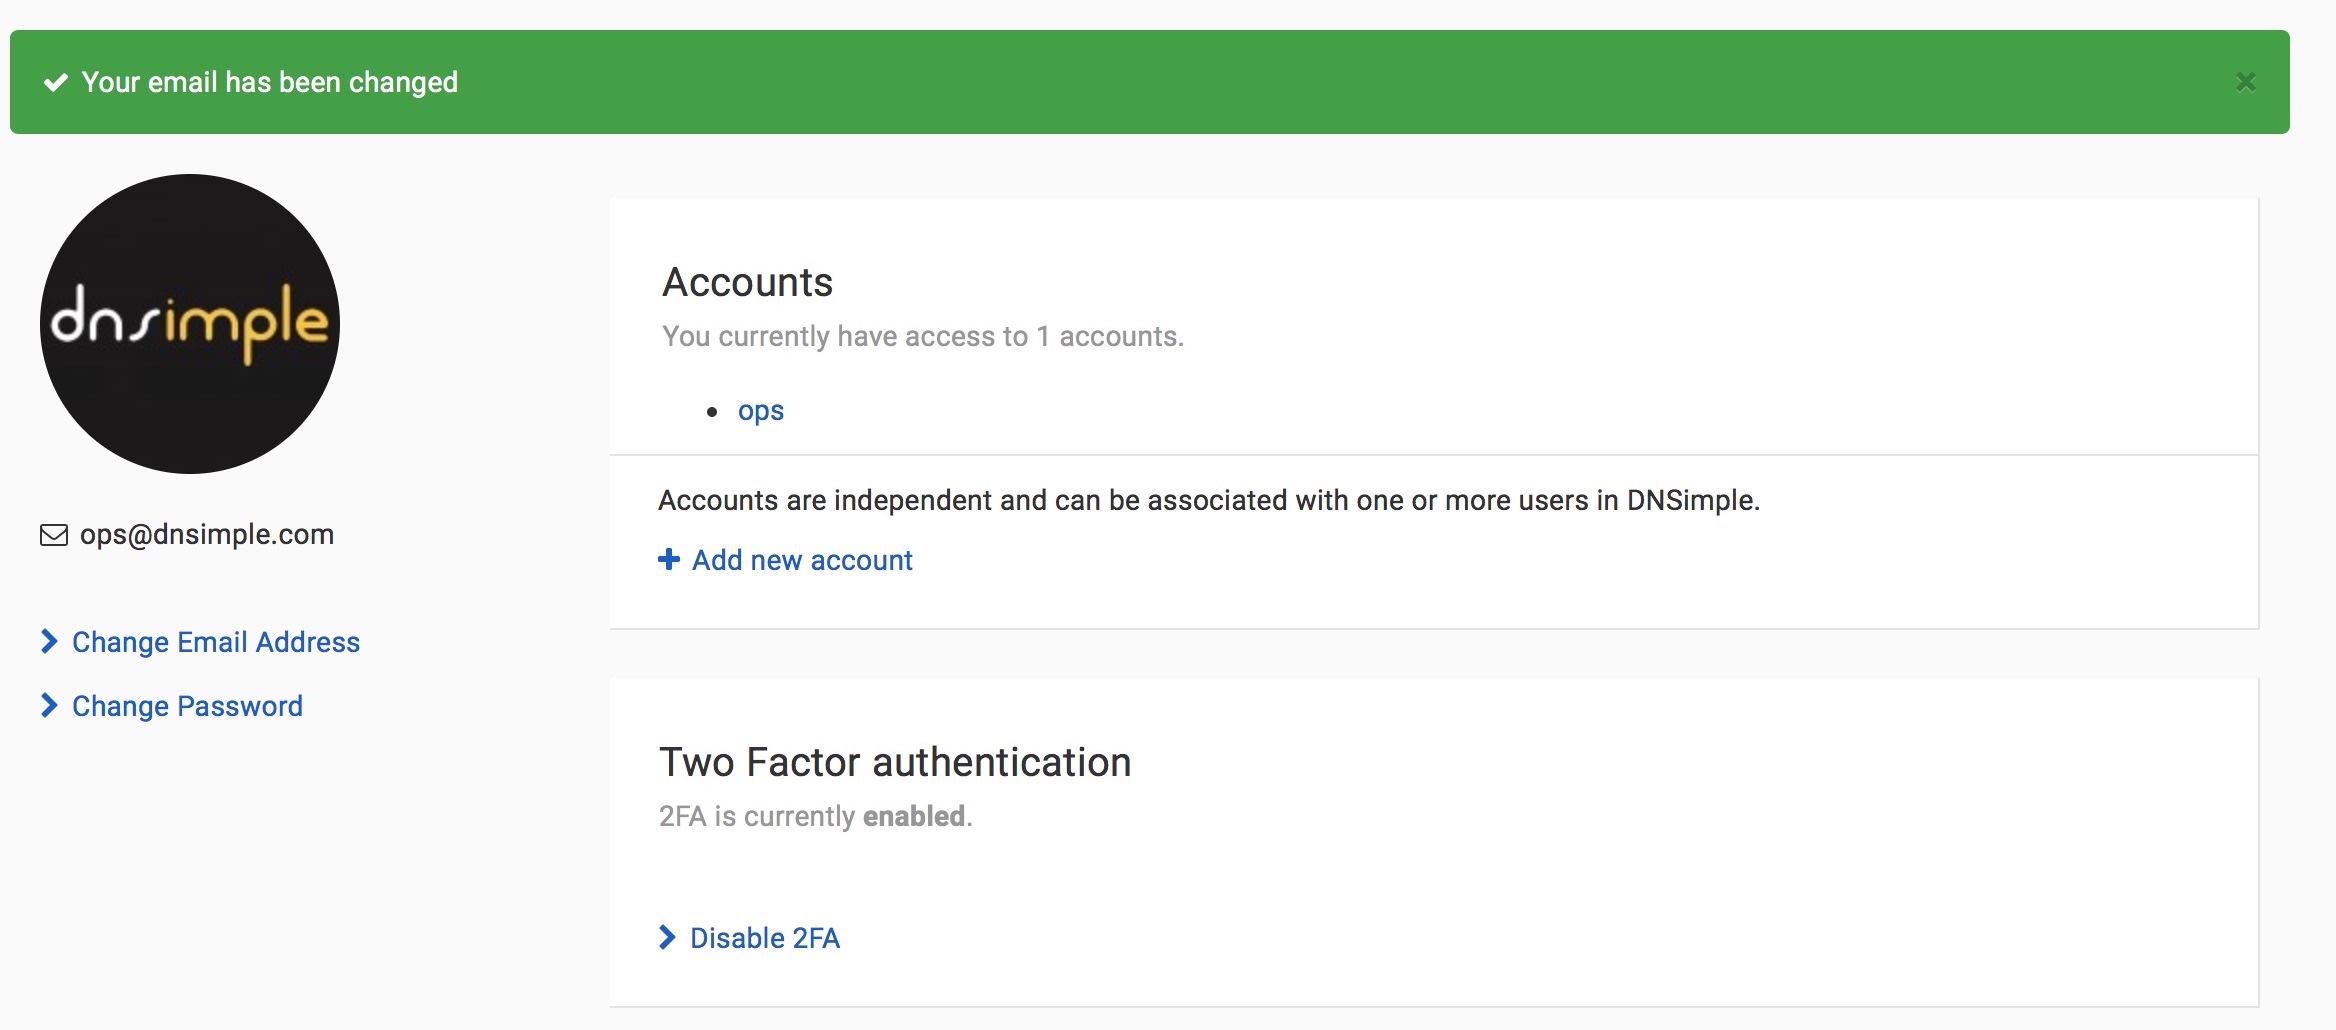 Your email has been changed
dnsimple
ops@dnsimple.com
Change Email Address
Change Password
Accounts
You currently have access to 1 accounts.
ops
Accounts are independent and can be associated with one or more users in DNSimple.
Add new account
Two Factor authentication
2FA is currently enabled.
Disable 2FA